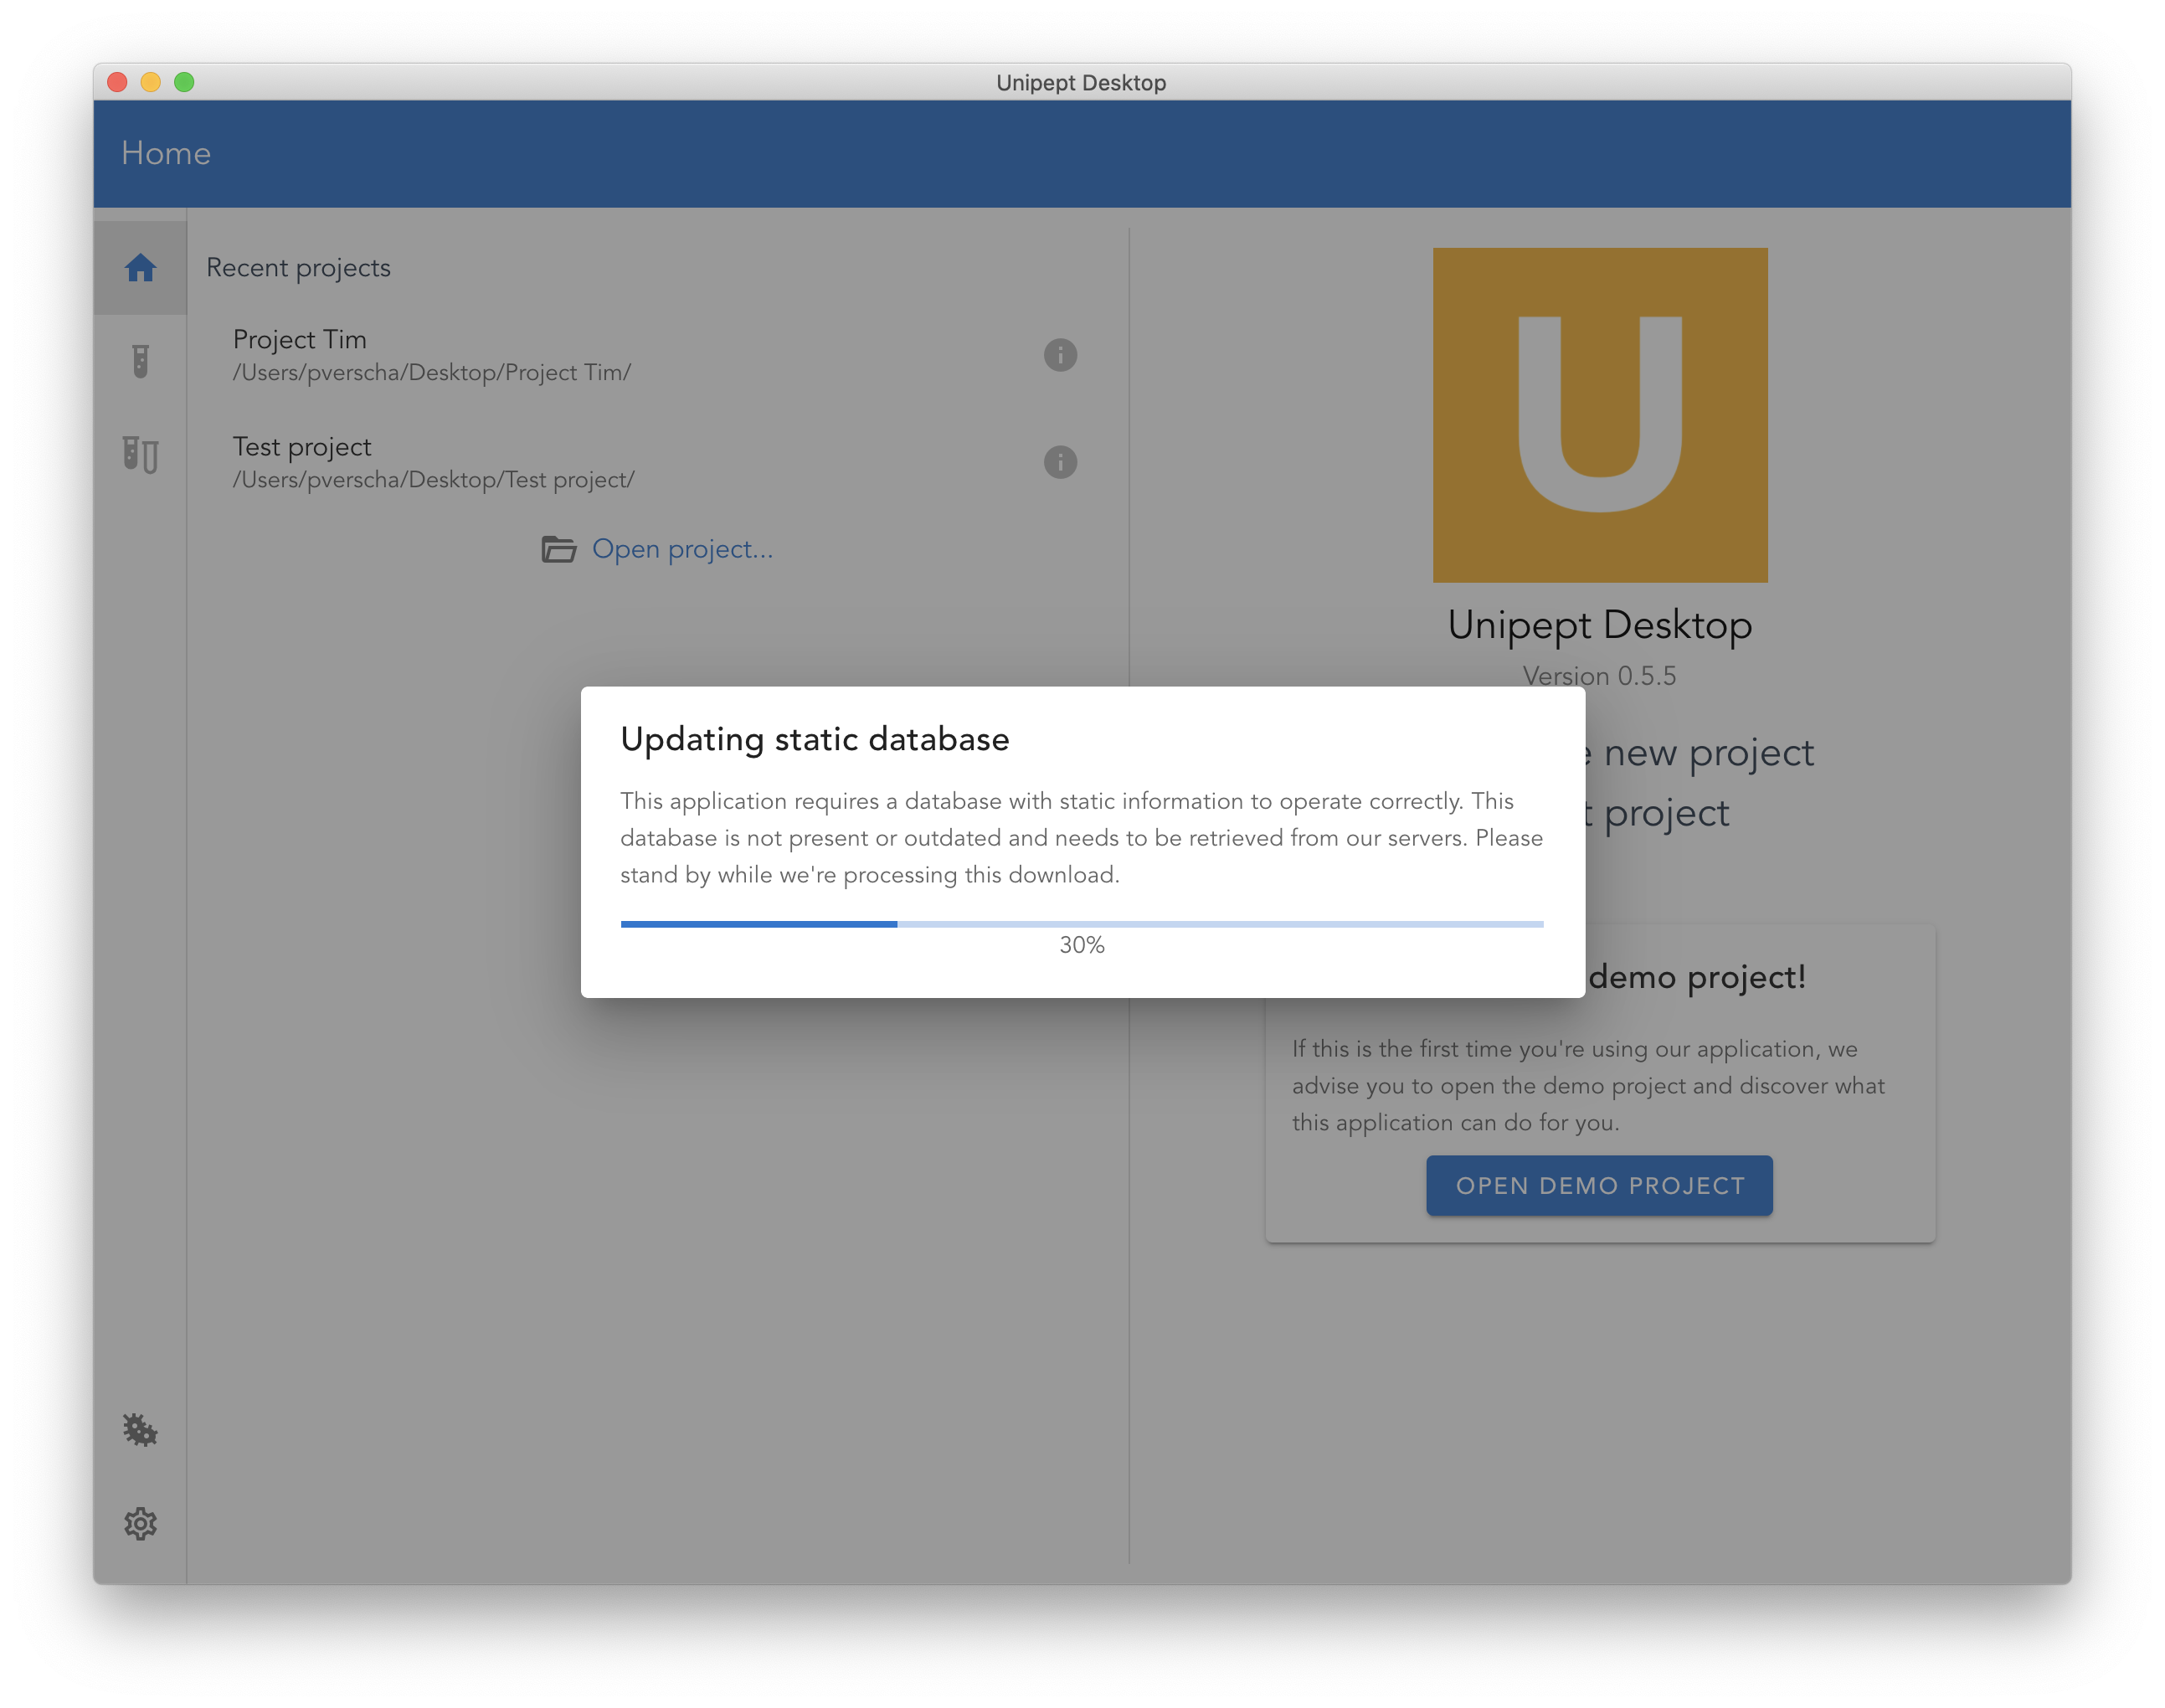 Unipept Desktop
Home
Recent projects
Project Tim
/Users/pverscha/Desktop/Project Tim/
Test project
/Users/pverscha/Desktop/Test project/
Open project...
U
Unipept Desktop
Version 0.5.5
new project
project
Updating static database
This application requires a database with static information to operate correctly. This
database is not present or outdated and needs to be retrieved from our servers. Please
stand by while we're processing this download.
30%
demo project!
If this is the first time you're using our application, we
advise you to open the demo project and discover what
this application can do for you.
OPEN DEMO PROJECT